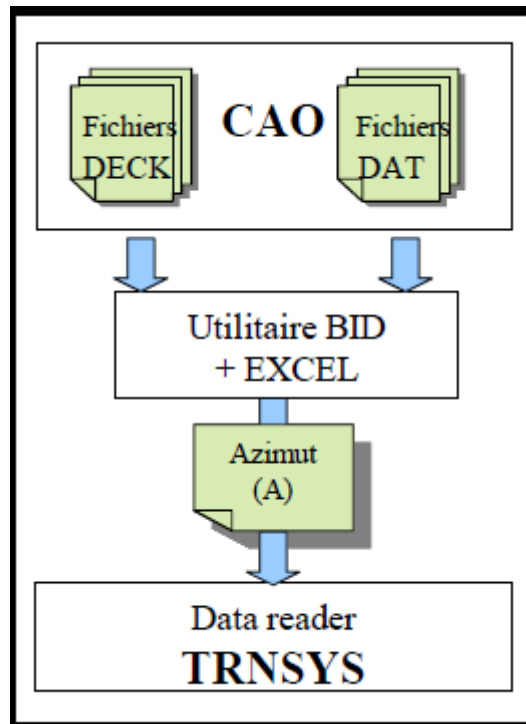 Fichiers
DECK
CAO
Fichiers
DAT
Utilitaire BID
+ EXCEL
Azimut
(A)
Data reader
TRNSYS